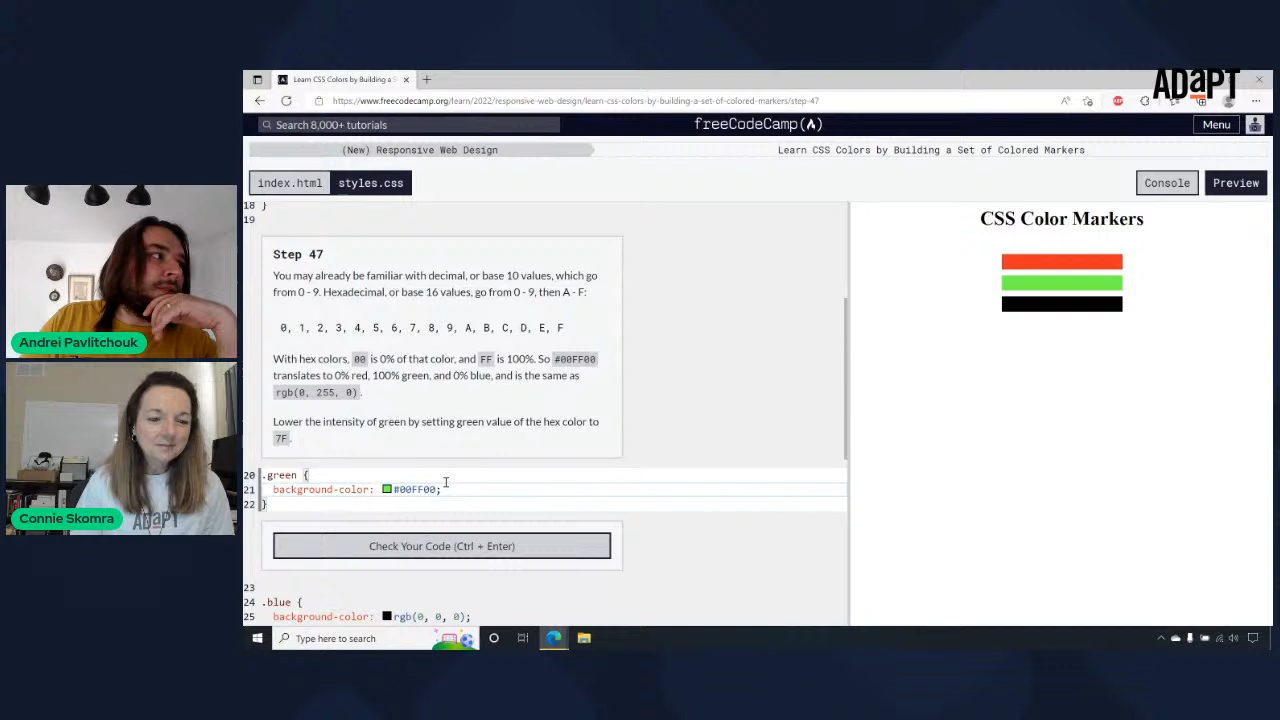 Learn CSS Colors by Building a S
ADaPT
https://www.freecodecamp.org/learn/2022/responsive-web-design/learn-css-colors-by-building-a-set-of-colored-markers/step-47
Search 8,000+ tutorials
freeCodeCamp(🔥)
Menu
(New) Responsive Web Design
Learn CSS Colors by Building a Set of Colored Markers
index.html
styles.css
Console
Preview
18 }
19
CSS Color Markers
Step 47
You may already be familiar with decimal, or base 10 values, which go
from 0 - 9. Hexadecimal, or base 16 values, go from 0 - 9, then A - F:
0, 1, 2, 3, 4, 5, 6, 7, 8, 9, A, B, C, D, E, F
With hex colors, 00 is 0% of that color, and FF is 100%. So #00FF00
translates to 0% red, 100% green, and 0% blue, and is the same as
rgb(0, 255, 0).
Lower the intensity of green by setting green value of the hex color to
7F.
20 .green {
21 background-color: #00FF00;
22 }
Check Your Code (Ctrl + Enter)
23
24 .blue {
25 background-color: rgb(0, 0, 0);
Type here to search
Andrei Pavlitchouk
ADaPT
Connie Skomra